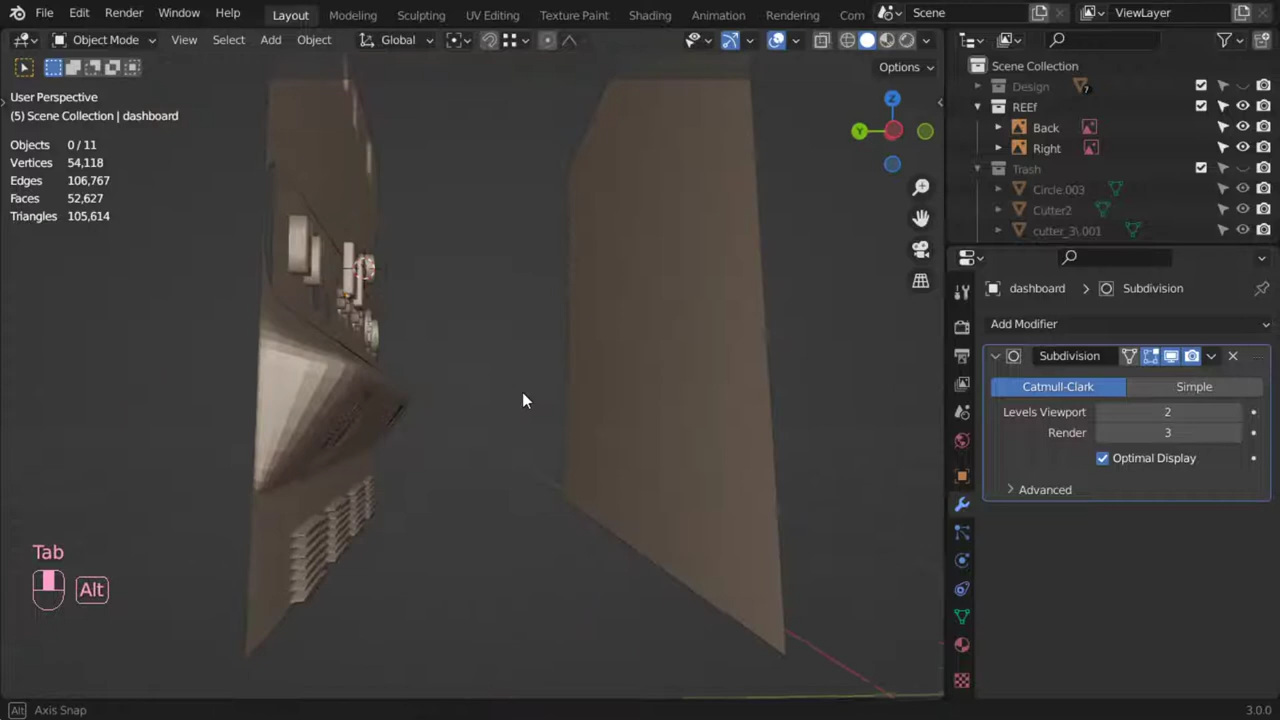 File Edit Render Window Help Layout Modeling Sculpting UV Editing Texture Paint Shading Animation Rendering Com Scene ViewLayer
Object Mode View Select Add Object Global
Options
User Perspective
(5) Scene Collection | dashboard
Objects 0 / 11
Vertices 54,118
Edges 106,767
Faces 52,627
Triangles 105,614
Z
Y
Scene Collection
Design 7
REEf
Back
Right
Trash
Circle.003
Cutter2
cutter_3\.001
dashboard Subdivision
Add Modifier
Subdivision
Catmull-Clark Simple
Levels Viewport 2
Render 3
Optimal Display
Advanced
Tab
Alt
Alt Axis Snap 3.0.0